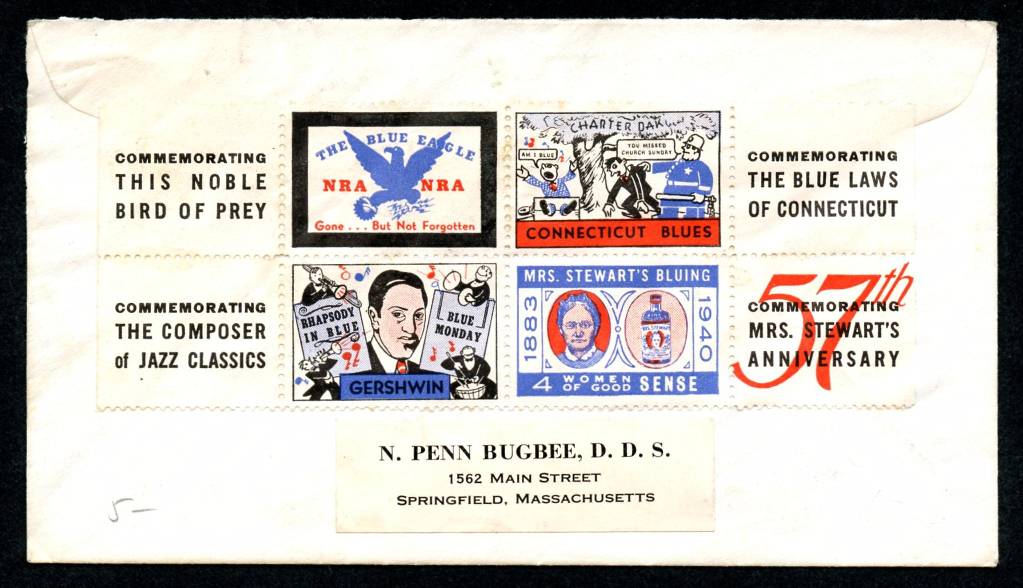 COMMEMORATING
THIS NOBLE
BIRD OF PREY
THE BLUE EAGLE
NRA NRA
Gone . . . But Not Forgotten
CHARTER OAK
AM I BLUE
YOU MISSED
CHURCH SUNDAY
CONNECTICUT BLUES
COMMEMORATING
THE BLUE LAWS
OF CONNECTICUT
COMMEMORATING
THE COMPOSER
of JAZZ CLASSICS
RHAPSODY
IN BLUE
BLUE
MONDAY
GERSHWIN
MRS. STEWART'S BLUING
1883
1940
MRS. STEWART'S
4 WOMEN OF GOOD SENSE
57th
COMMEMORATING
MRS. STEWART'S
ANNIVERSARY
N. PENN BUGBEE, D. D. S.
1562 MAIN STREET
SPRINGFIELD, MASSACHUSETTS
5-